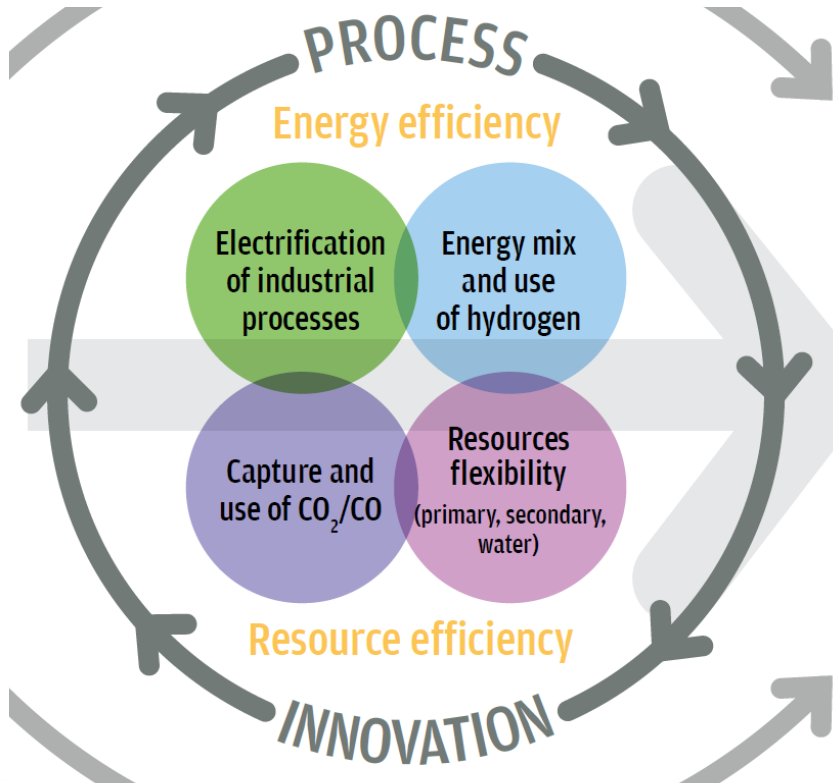 PROCESS
Energy efficiency
Electrification
of industrial
processes
Energy mix
and use
of hydrogen
Capture and
use of CO₂/CO
Resources
flexibility
(primary, secondary,
water)
Resource efficiency
INNOVATION